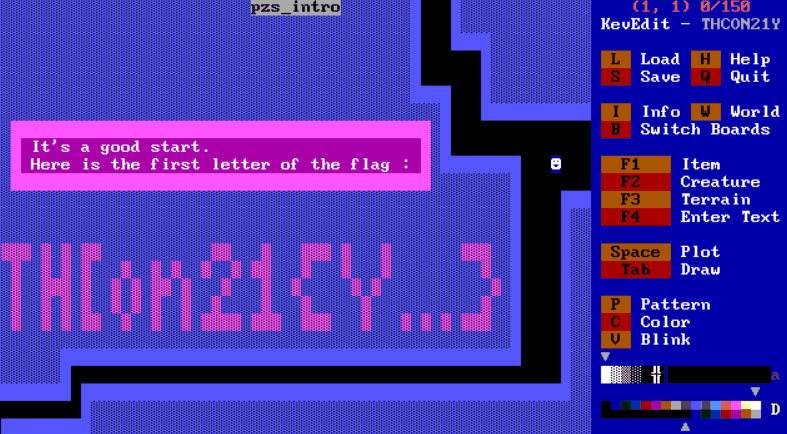 pzs_intro
(1, 1) 0/150
KevEdit - THCON21Y
It's a good start.
Here is the first letter of the flag :
THCon21{Y...}
L Load H Help
S Save Q Quit
I Info W World
B Switch Boards
F1 Item
F2 Creature
F3 Terrain
F4 Enter Text
Space Plot
Tab Draw
P Pattern
C Color
V Blink
a
D